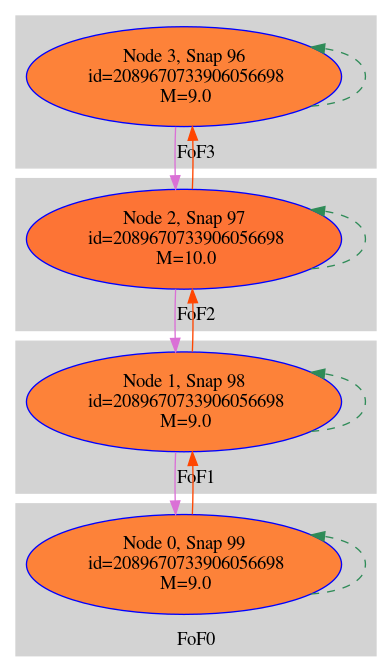 Node 3, Snap 96
id=2089670733906056698
M=9.0
FoF3
Node 2, Snap 97
id=2089670733906056698
M=10.0
FoF2
Node 1, Snap 98
id=2089670733906056698
M=9.0
FoF1
Node 0, Snap 99
id=2089670733906056698
M=9.0
FoF0